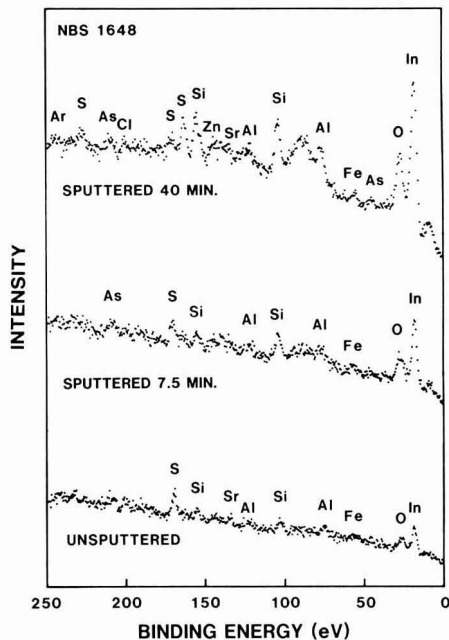 NBS 1648
In
Si
S
Si
S
As
Ar
Cl
S
Zn
Sr
Al
Al
O
Fe
As
SPUTTERED 40 MIN.
In
As
S
Si
Al
Si
Al
O
Fe
SPUTTERED 7.5 MIN.
S
Si
Sr
Al
Si
Al
Fe
O
In
UNSPUTTERED
INTENSITY
250 200 150 100 50 0
BINDING ENERGY (eV)